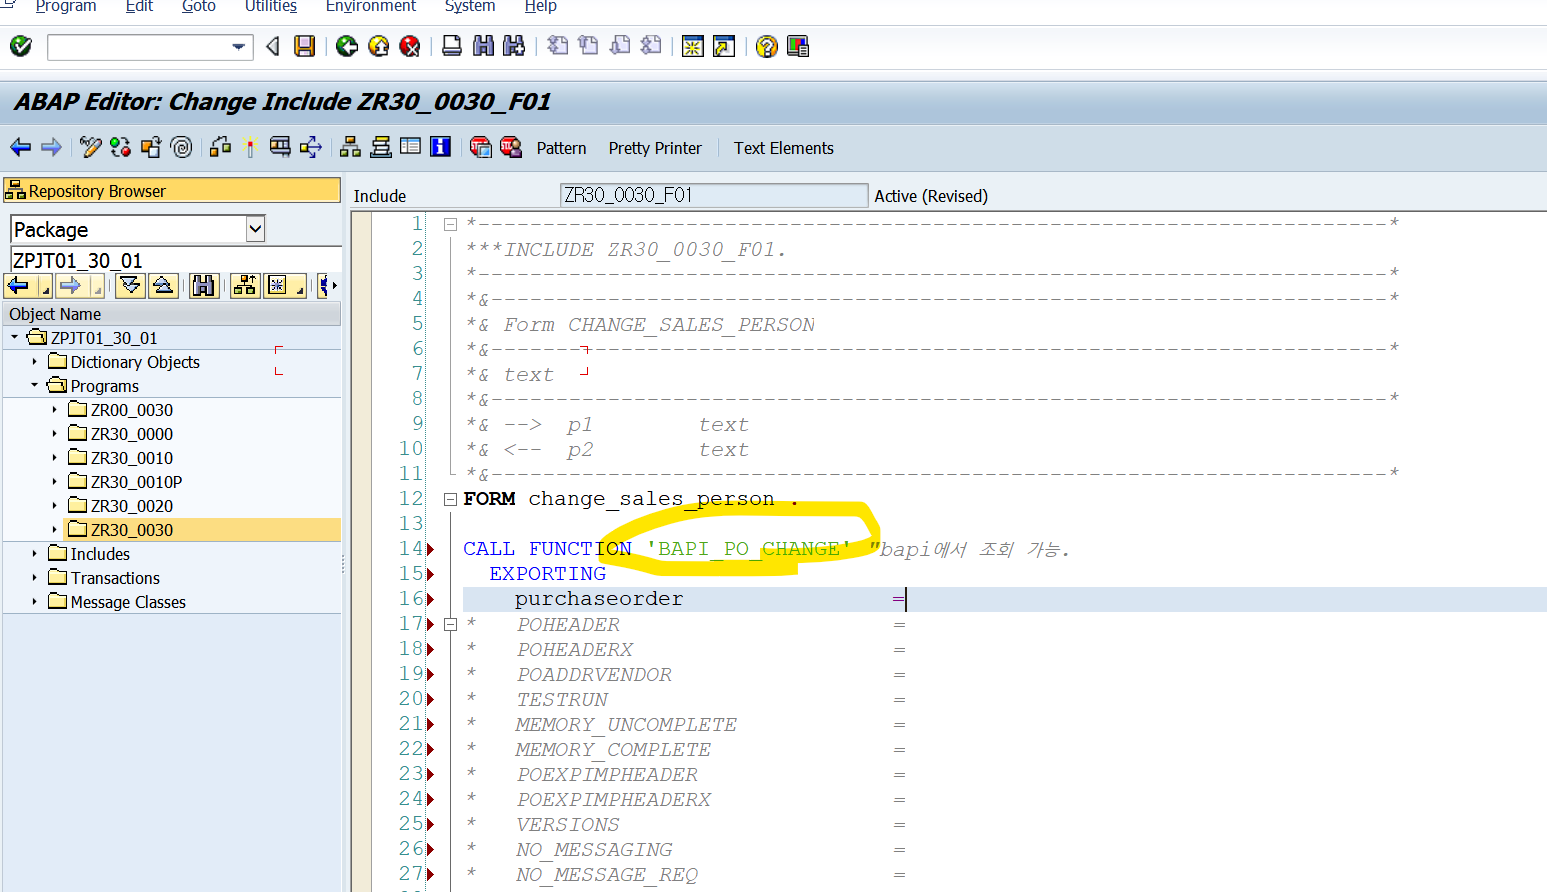 Program Edit Goto Utilities Environment System Help
ABAP Editor: Change Include ZR30_0030_F01
Pattern Pretty Printer Text Elements
Repository Browser
Include ZR30_0030_F01 Active (Revised)
Package
ZPJT01_30_01
Object Name
ZPJT01_30_01
Dictionary Objects
Programs
ZR00_0030
ZR30_0000
ZR30_0010
ZR30_0010P
ZR30_0020
ZR30_0030
Includes
Transactions
Message Classes
1 *----------------------------------------------------------------------*
2 ***INCLUDE ZR30_0030_F01.
3 *----------------------------------------------------------------------*
4 *&---------------------------------------------------------------------*
5 *& Form CHANGE_SALES_PERSON
6 *&---------------------------------------------------------------------*
7 *& text
8 *&---------------------------------------------------------------------*
9 *& --> p1 text
10 *& <-- p2 text
11 *&---------------------------------------------------------------------*
12 FORM change_sales_person .
13
14 CALL FUNCTION 'BAPI_PO_CHANGE' "bapi에서 조회 가능.
15 EXPORTING
16 purchaseorder =
17 * POHEADER =
18 * POHEADERX =
19 * POADDRVENDOR =
20 * TESTRUN =
21 * MEMORY_UNCOMPLETE =
22 * MEMORY_COMPLETE =
23 * POEXPIMPHEADER =
24 * POEXPIMPHEADERX =
25 * VERSIONS =
26 * NO_MESSAGING =
27 * NO_MESSAGE_REQ =